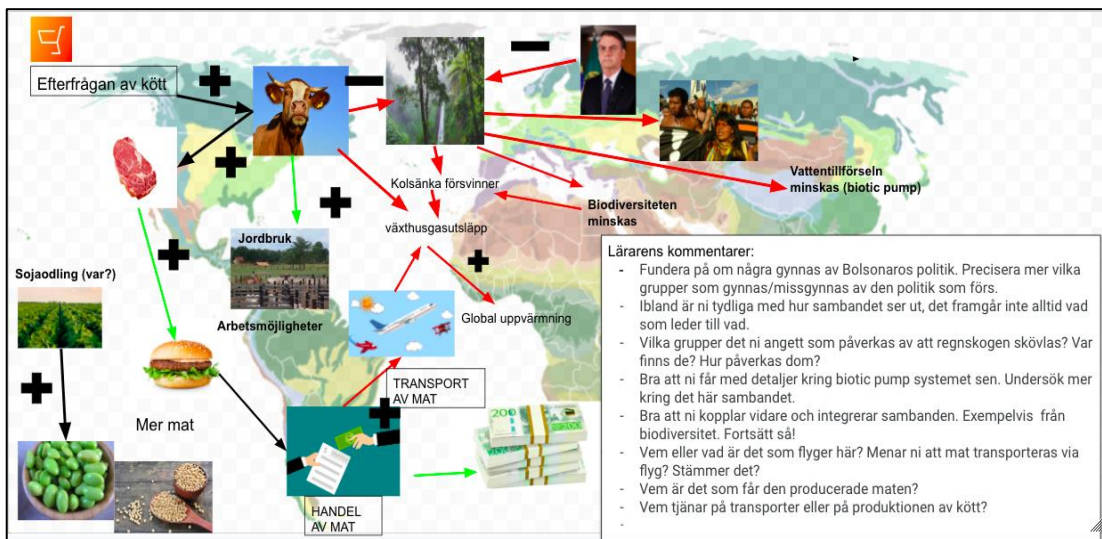 Efterfrågan av kött
Kolsänka försvinner
växthusgasutsläpp
Biodiversiteten
minskas
Vattentillförseln
minskas (biotic pump)
Jordbruk
Arbetsmöjligheter
Sojaodling (var?)
Global uppvärmning
TRANSPORT
AV MAT
Mer mat
HANDEL
AV MAT
200
Lärarens kommentarer:
- Fundera på om några gynnas av Bolsonaros politik. Precisera mer vilka
grupper som gynnas/missgynnas av den politik som förs.
- Ibland är ni tydliga med hur sambandet ser ut, det framgår inte alltid vad
som leder till vad.
- Vilka grupper det ni angett som påverkas av att regnskogen skövlas? Var
finns de? Hur påverkas dom?
- Bra att ni får med detaljer kring biotic pump systemet sen. Undersök mer
kring det här sambandet.
- Bra att ni kopplar vidare och integrerar sambanden. Exempelvis från
biodiversitet. Fortsätt så!
- Vem eller vad är det som flyger här? Menar ni att mat transporteras via
flyg? Stämmer det?
- Vem är det som får den producerade maten?
- Vem tjänar på transporter eller på produktionen av kött?
-